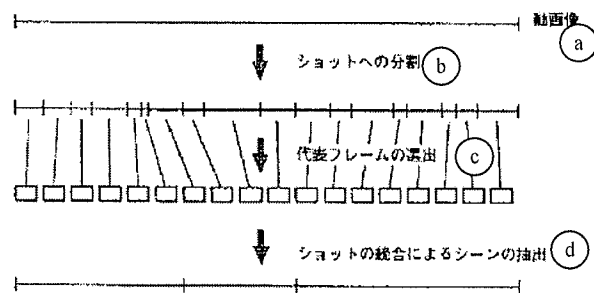 動画像
a
ショットへの分割
b
代表フレームの選出
c
ショットの統合によるシーンの抽出
d